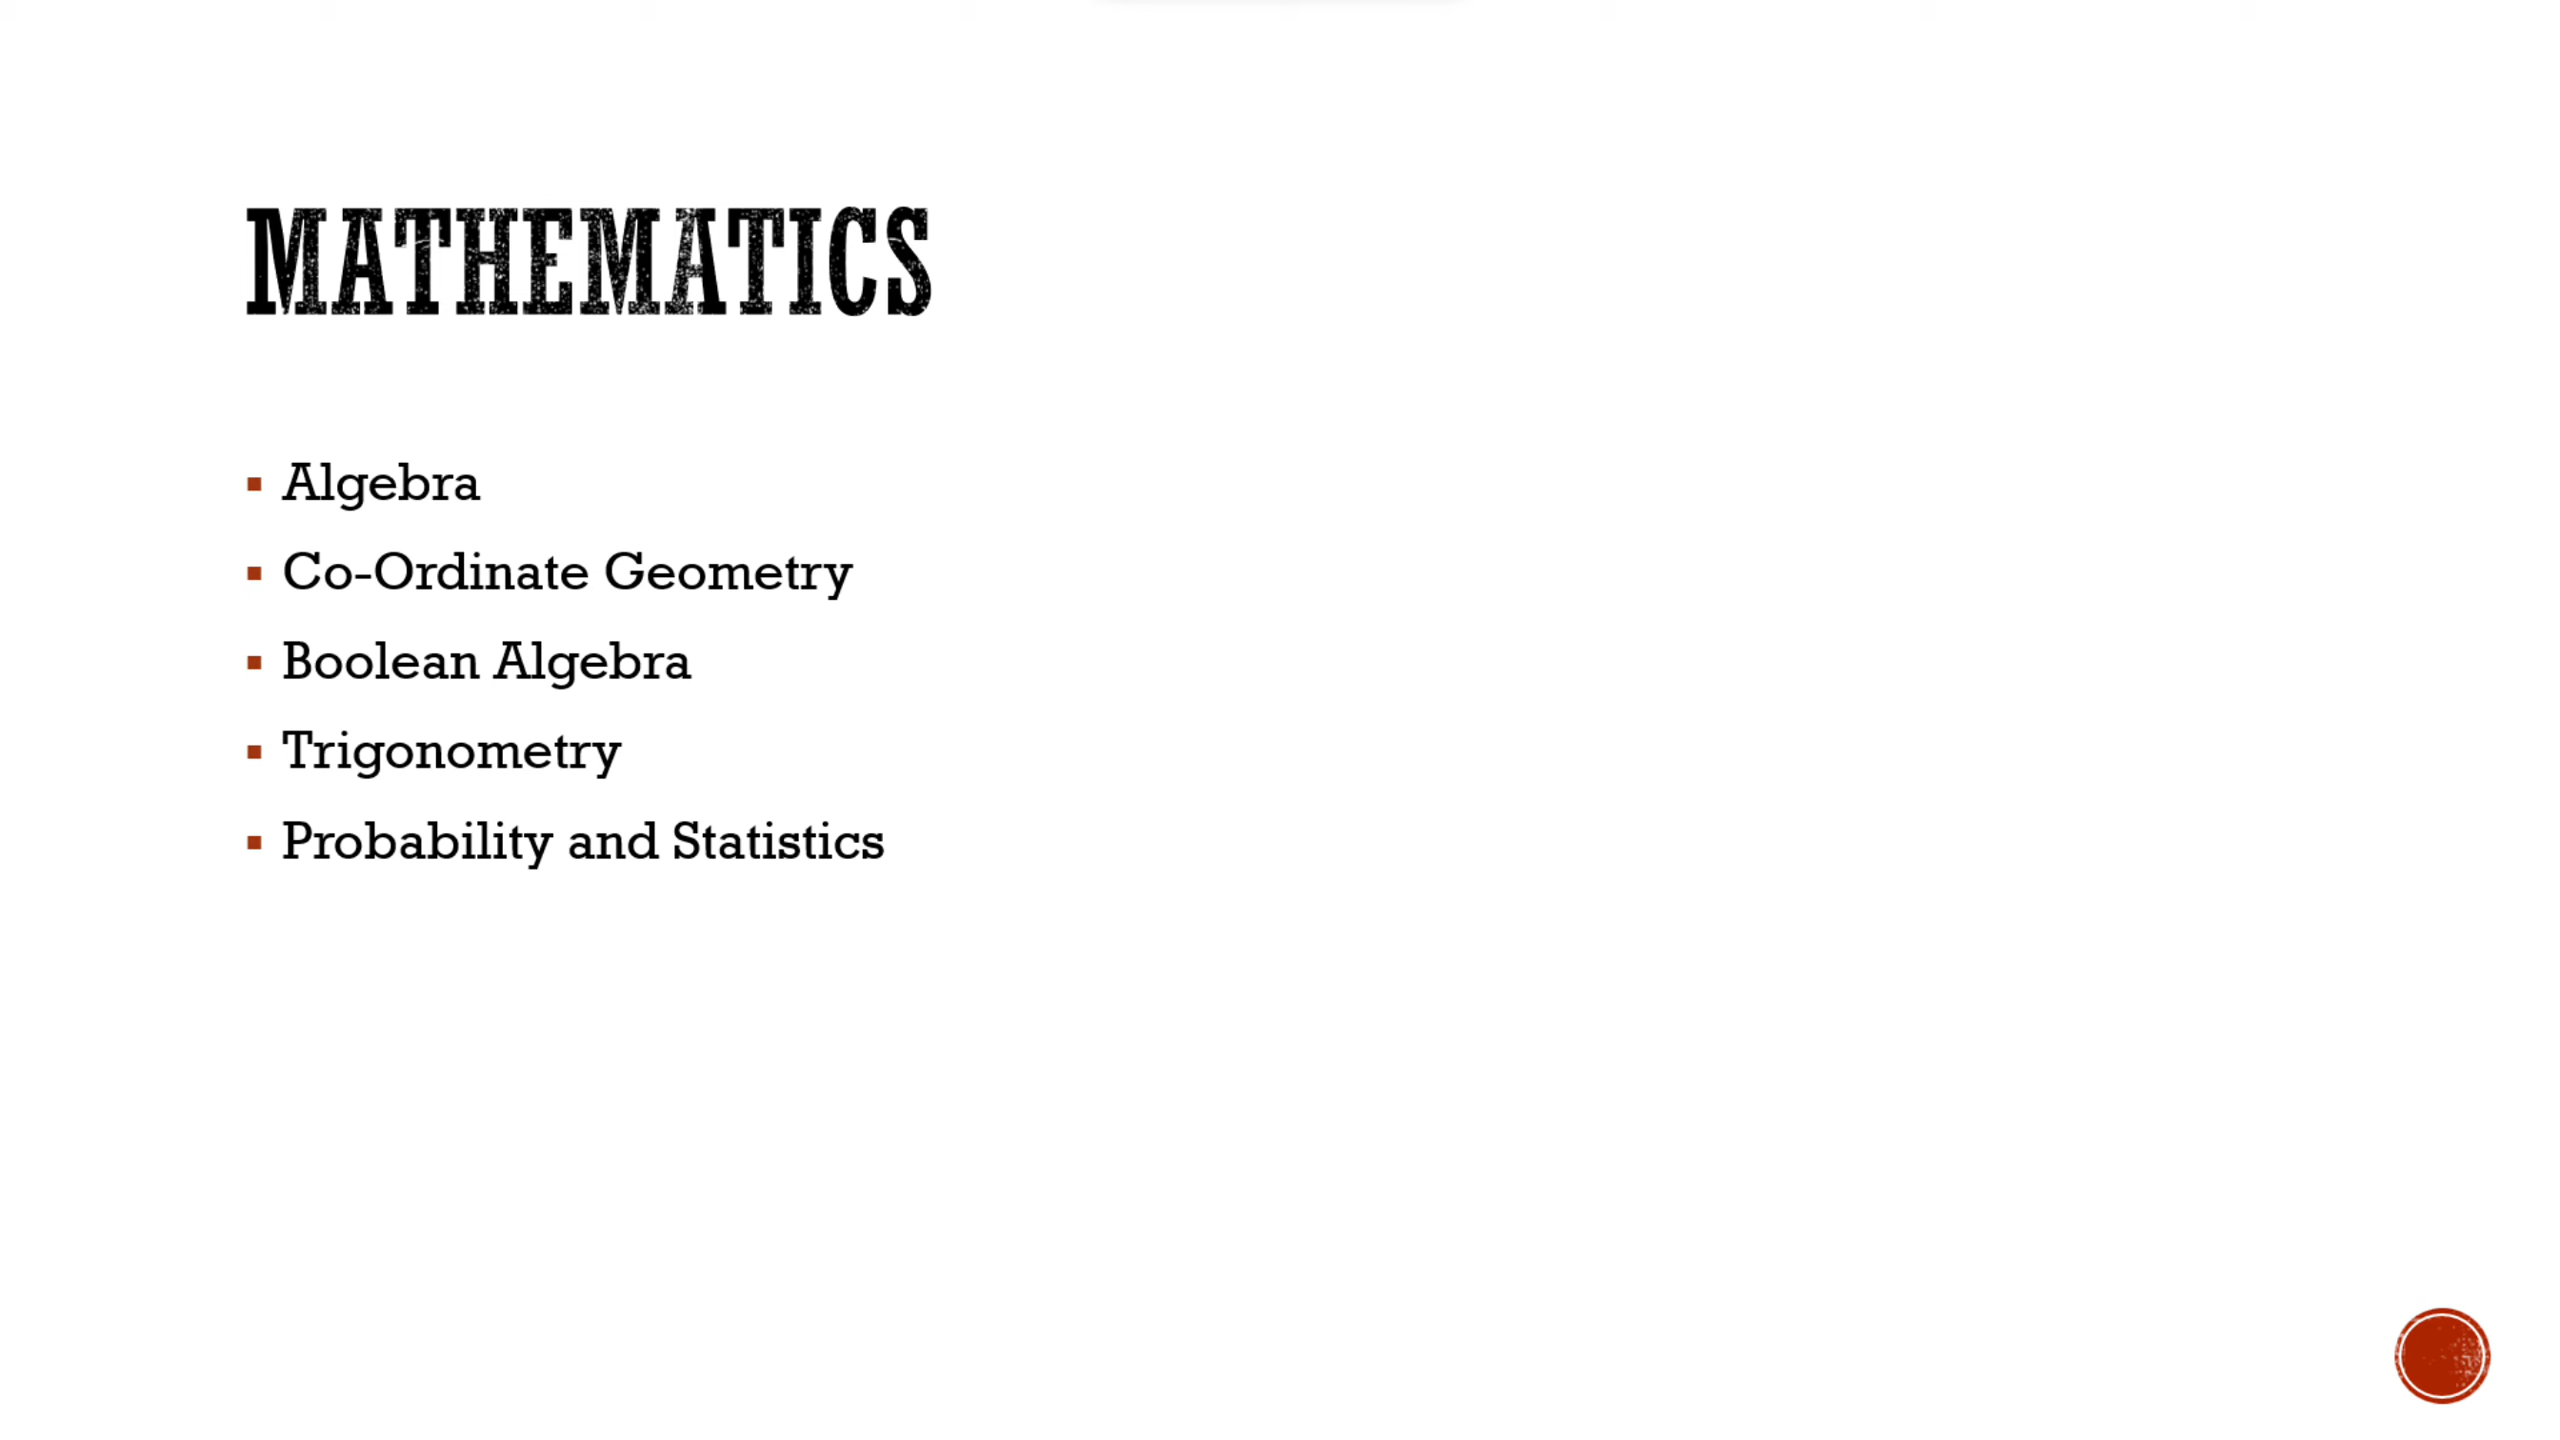 MATHEMATICS
▪ Algebra
▪ Co-Ordinate Geometry
▪ Boolean Algebra
▪ Trigonometry
▪ Probability and Statistics